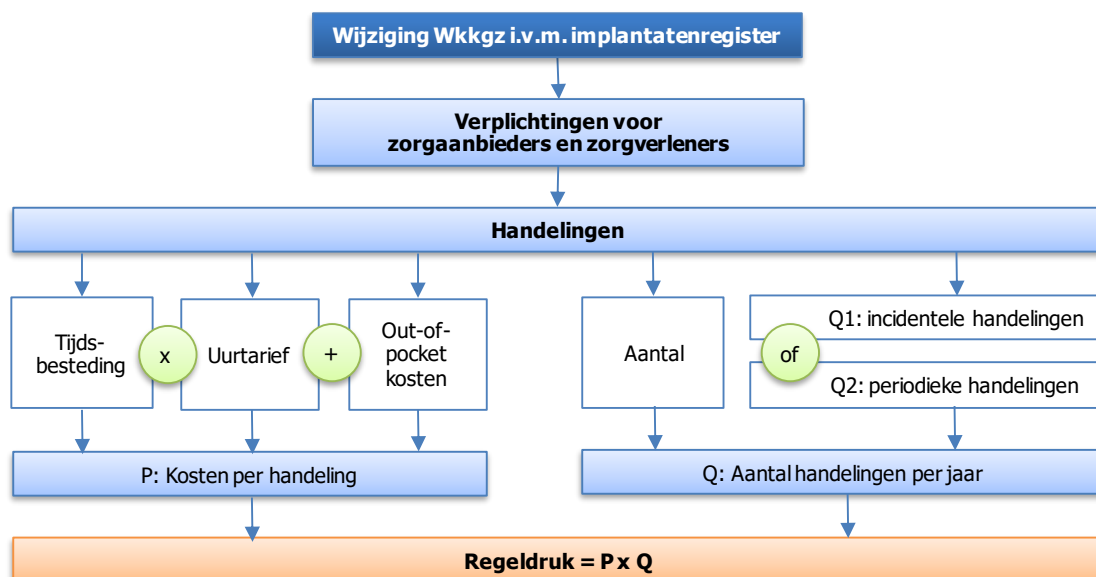 Wijziging Wkkgz i.v.m. implantatenregister
Verplichtingen voor
zorgaanbieders en zorgverleners
Handelingen
Tijds-
besteding
x
Uurtarief
+
Out-of-
pocket
kosten
Aantal
Q1: incidentele handelingen
of
Q2: periodieke handelingen
P: Kosten per handeling
Q: Aantal handelingen per jaar
Regeldruk = P x Q